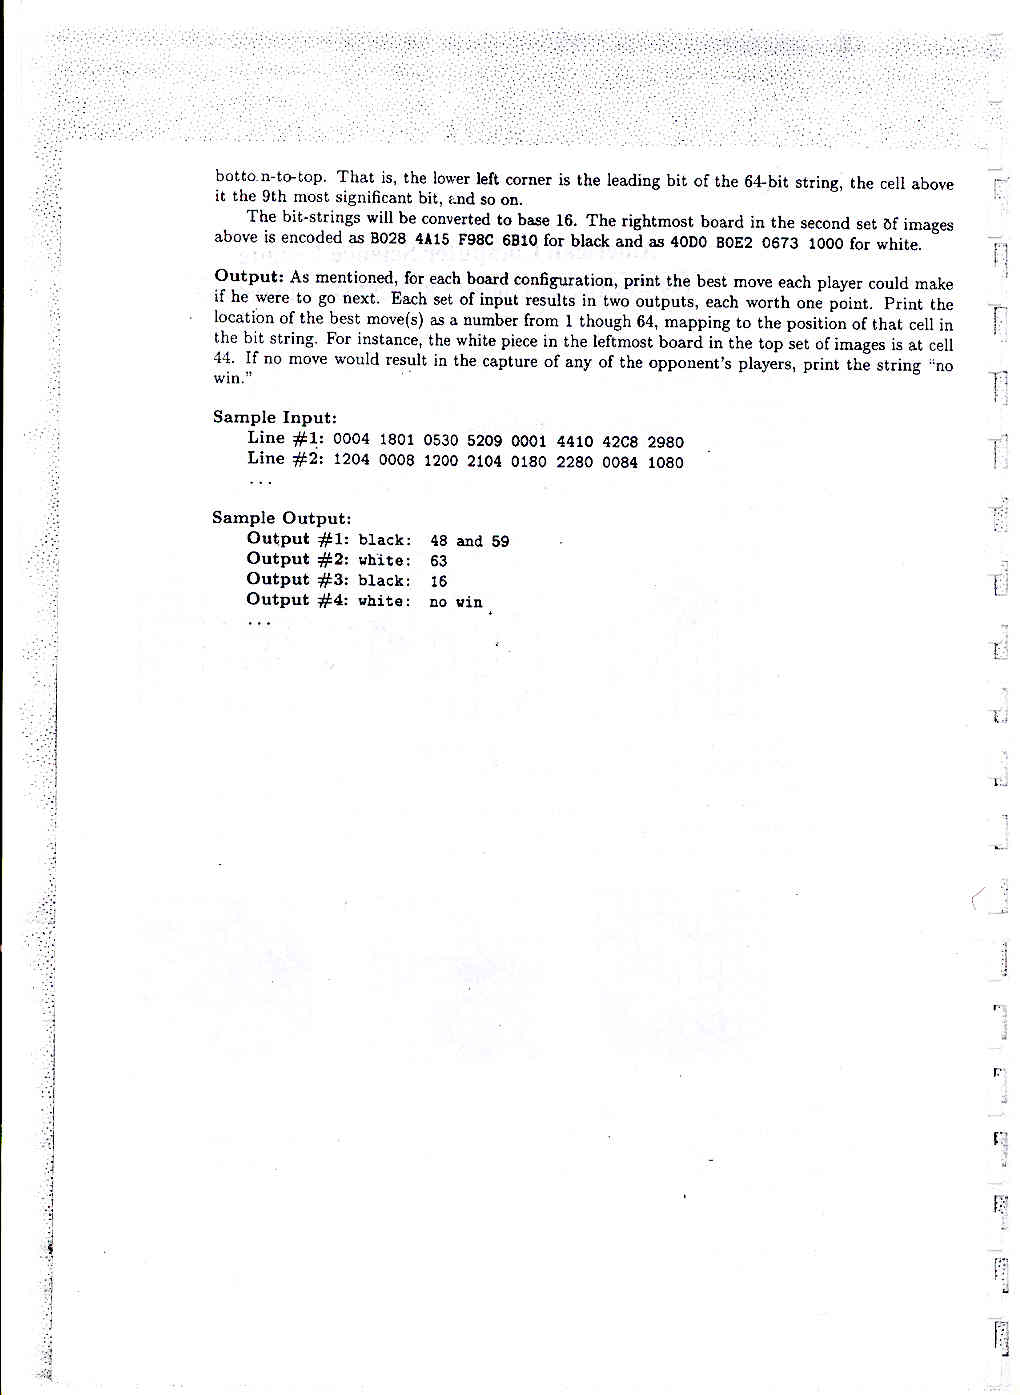 botto.n-to-top. That is, the lower left corner is the leading bit of the 64-bit string, the cell above
it the 9th most significant bit, and so on.
The bit-strings will be converted to base 16. The rightmost board in the second set of images
above is encoded as B028 4A15 F98C 6B10 for black and as 40D0 B0E2 0673 1000 for white.
Output: As mentioned, for each board configuration, print the best move each player could make
if he were to go next. Each set of input results in two outputs, each worth one point. Print the
location of the best move(s) as a number from 1 though 64, mapping to the position of that cell in
the bit string. For instance, the white piece in the leftmost board in the top set of images is at cell
44. If no move would result in the capture of any of the opponent's players, print the string "no
win."
Sample Input:
Line #1: 0004 1801 0530 5209 0001 4410 42C8 2980
Line #2: 1204 0008 1200 2104 0180 2280 0084 1080
...
Sample Output:
Output #1: black: 48 and 59
Output #2: white: 63
Output #3: black: 16
Output #4: white: no win
...